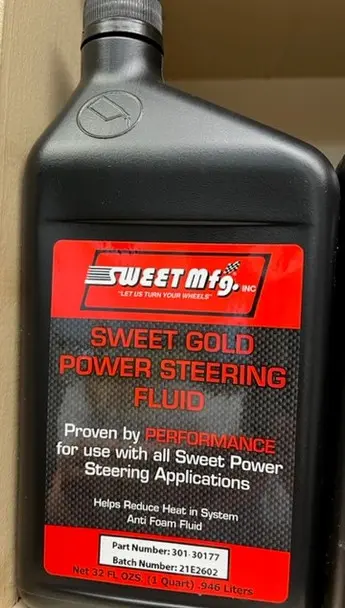 SWEET Mfg. INC
"LET US TURN YOUR WHEELS"
SWEET GOLD
POWER STEERING
FLUID
Proven by PERFORMANCE
for use with all Sweet Power
Steering Applications
Helps Reduce Heat in System
Anti Foam Fluid
Part Number: 301-30177
Batch Number: 21E2602
Net 32 FL OZS. (1 Quart) .946 Liters